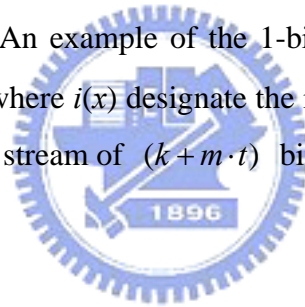 An example of the 1-bi
where i(x) designate the
stream of (k + m · t) bi
1896